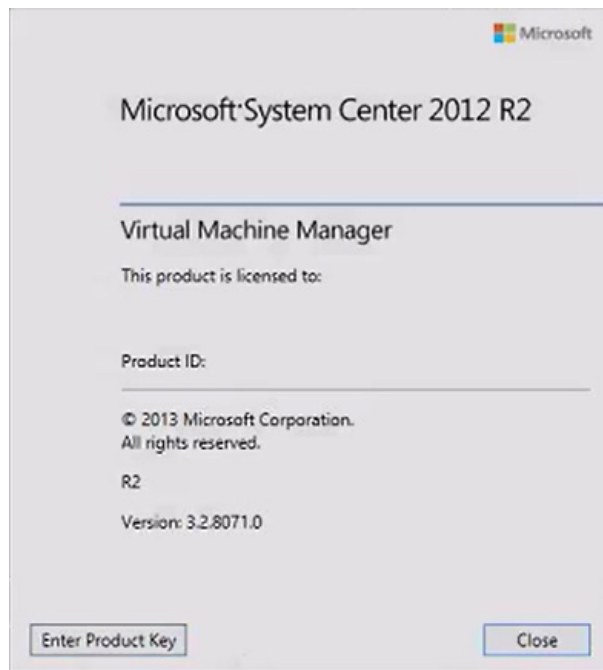 Microsoft
Microsoft System Center 2012 R2
Virtual Machine Manager
This product is licensed to:
Product ID:
© 2013 Microsoft Corporation.
All rights reserved.
R2
Version: 3.2.8071.0
Enter Product Key
Close